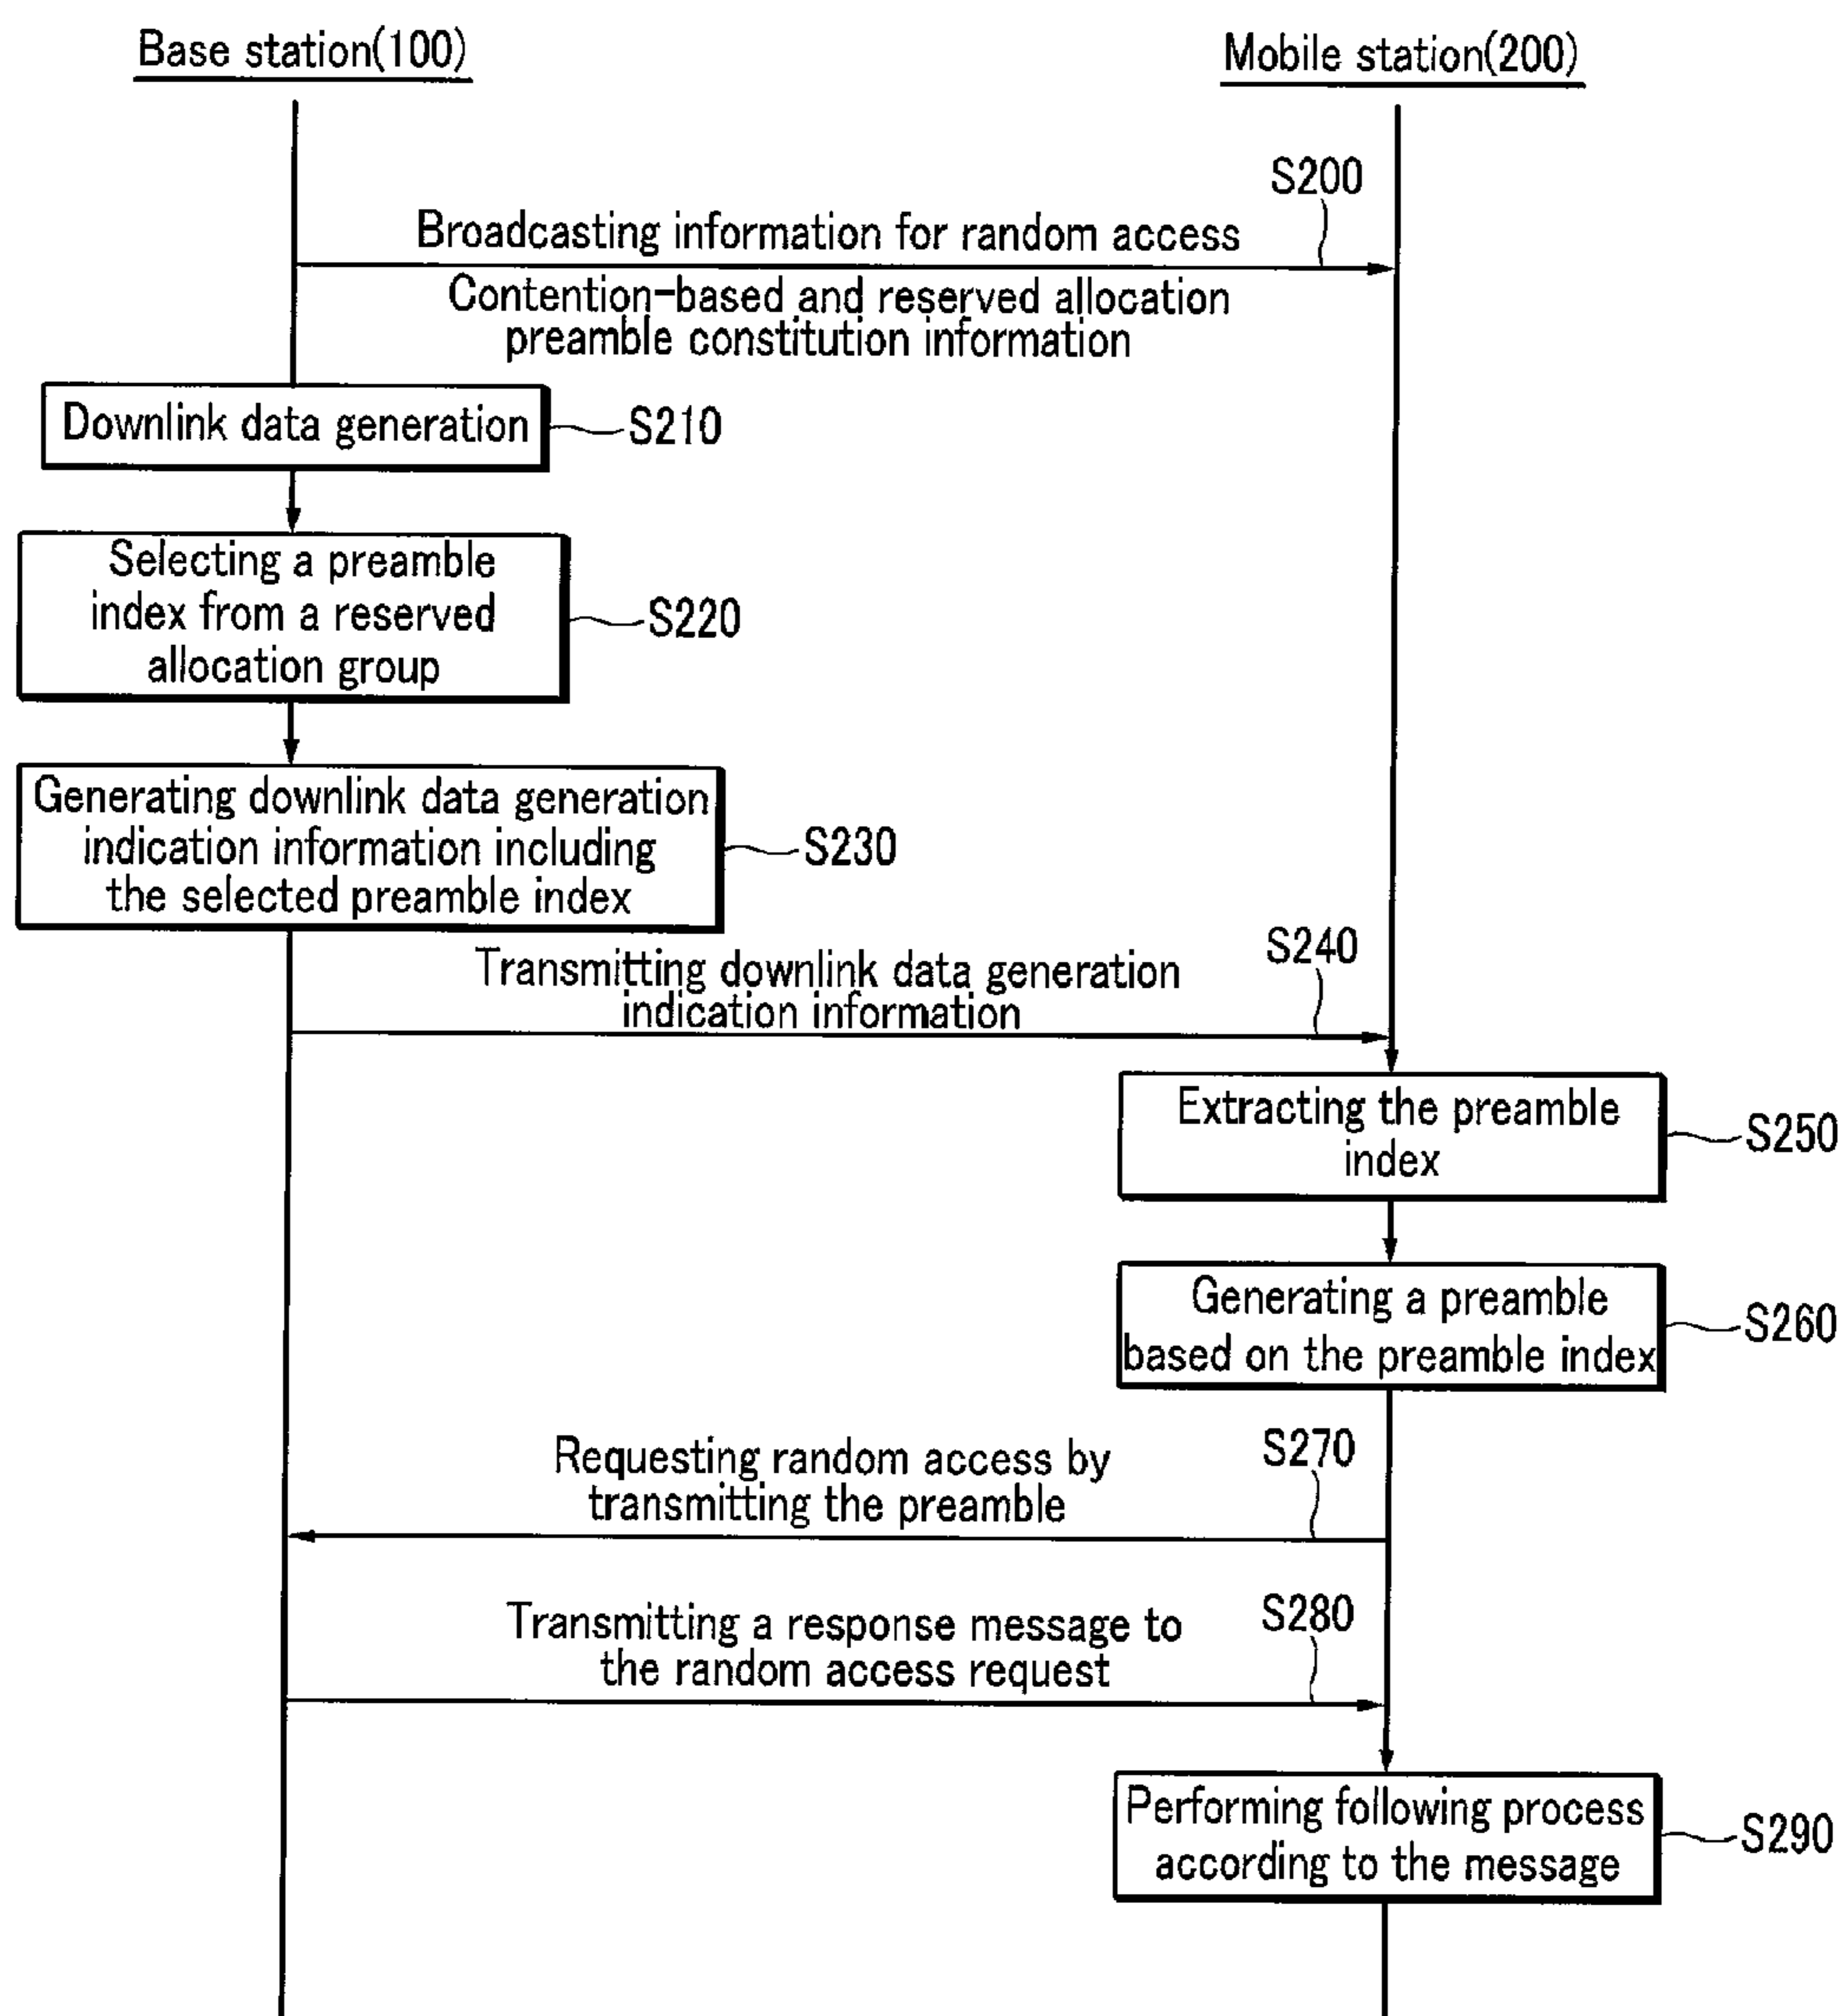 Base station(100)
Mobile station(200)
S200
Broadcasting information for random access
Contention-based and reserved allocation
preamble constitution information
Downlink data generation
S210
Selecting a preamble
index from a reserved
allocation group
S220
Generating downlink data generation
indication information including
the selected preamble index
S230
Transmitting downlink data generation
indication information
S240
Extracting the preamble
index
S250
Generating a preamble
based on the preamble index
S260
Requesting random access by
transmitting the preamble
S270
Transmitting a response message to
the random access request
S280
Performing following process
according to the message
S290